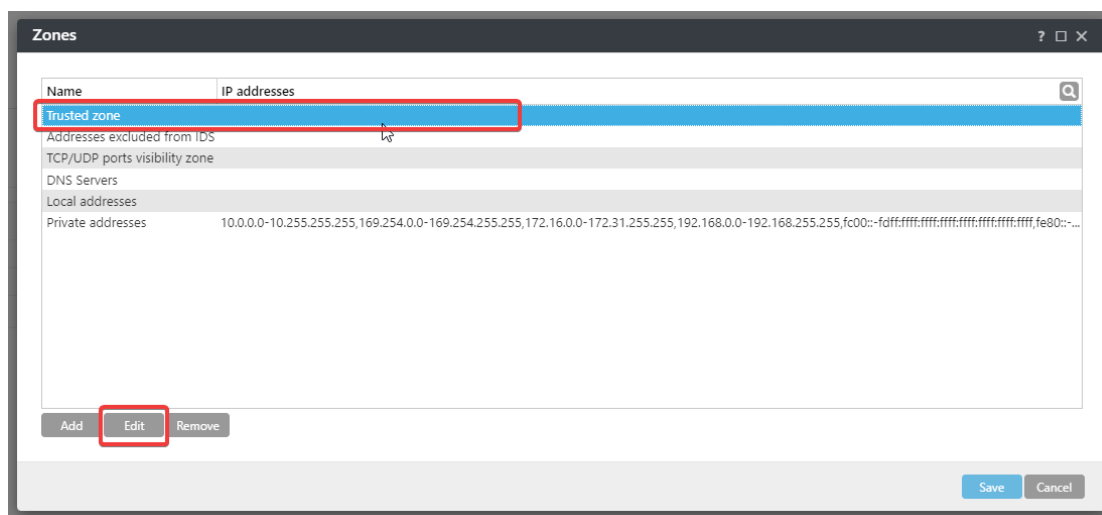 Zones ?
Name IP addresses
Trusted zone
Addresses excluded from IDS
TCP/UDP ports visibility zone
DNS Servers
Local addresses
Private addresses 10.0.0.0-10.255.255.255,169.254.0.0-169.254.255.255,172.16.0.0-172.31.255.255,192.168.0.0-192.168.255.255,fc00::-fdff:ffff:ffff:ffff:ffff:ffff:ffff:ffff,fe80::-...
Add Edit Remove
Save Cancel